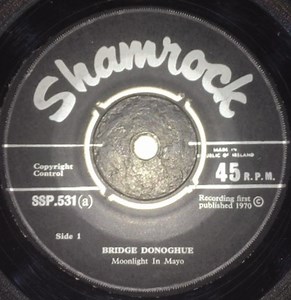 Shamrock
MADE IN
REPUBLIC OF IRELAND
Copyright
Control
45 R.P.M.
SSP.531(a)
Recording first
published 1970 ©
Side 1
BRIDGE DONOGHUE
Moonlight In Mayo